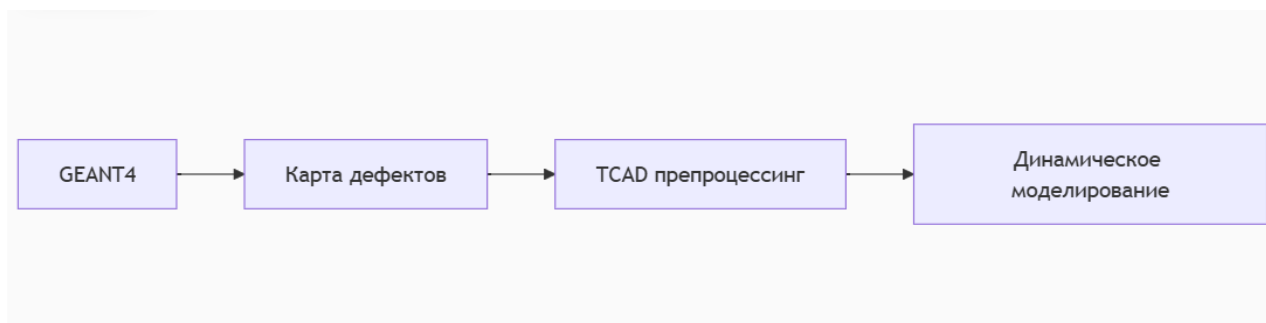 GEANT4
Карта дефектов
TCAD препроцессинг
Динамическое
моделирование